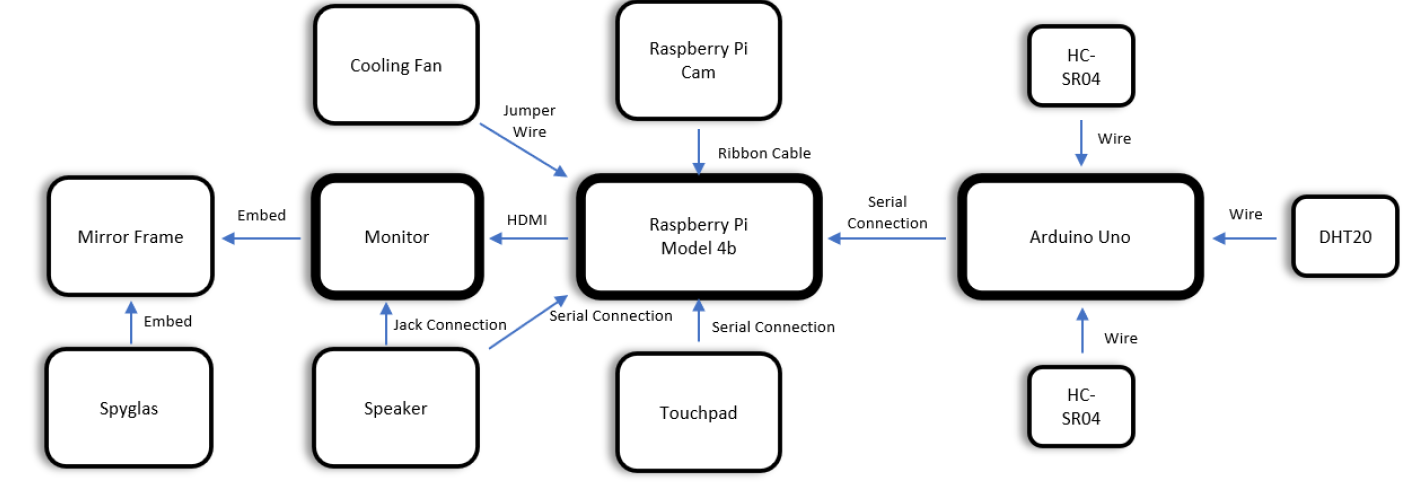 Cooling Fan
Raspberry Pi
Cam
HC-
SR04
Jumper
Wire
Ribbon Cable
Wire
Mirror Frame
Embed
Monitor
HDMI
Raspberry Pi
Model 4b
Serial
Connection
Arduino Uno
Wire
DHT20
Embed
Jack Connection
Serial Connection
Serial Connection
Wire
Spyglas
Speaker
Touchpad
HC-
SR04